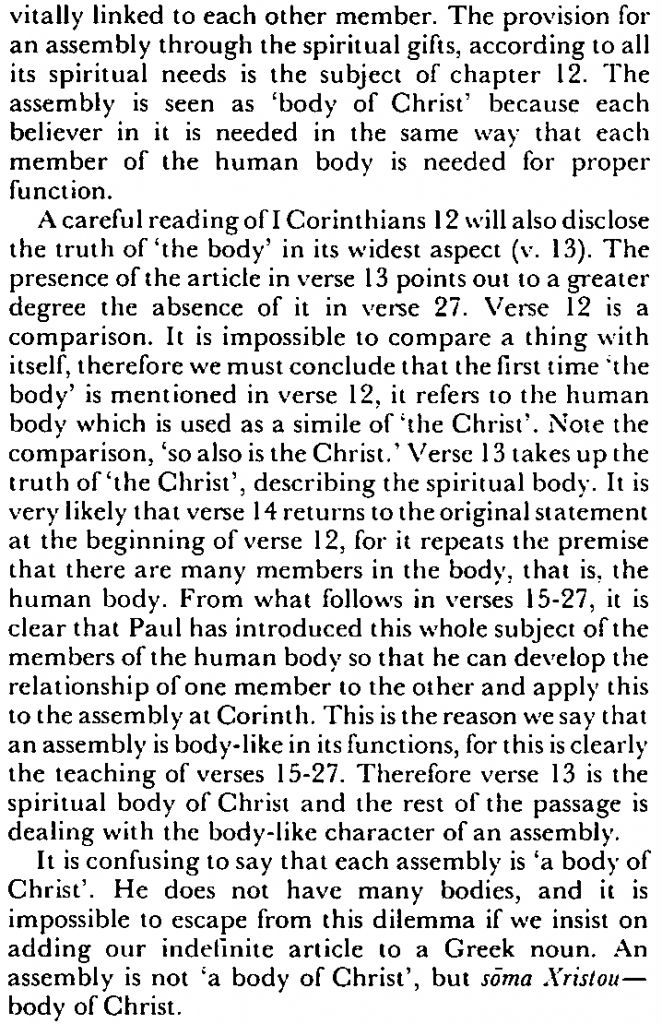 vitally linked to each other member. The provision for
an assembly through the spiritual gifts, according to all
its spiritual needs is the subject of chapter 12. The
assembly is seen as ‘body of Christ’ because each
believer in it is needed in the same way that each
member of the human body is needed for proper
function.
A careful reading of I Corinthians 12 will also disclose
the truth of ‘the body’ in its widest aspect (v. 13). The
presence of the article in verse 13 points out to a greater
degree the absence of it in verse 27. Verse 12 is a
comparison. It is impossible to compare a thing with
itself, therefore we must conclude that the first time ‘the
body’ is mentioned in verse 12, it refers to the human
body which is used as a simile of ‘the Christ’. Note the
comparison, ‘so also is the Christ.’ Verse 13 takes up the
truth of ‘the Christ’, describing the spiritual body. It is
very likely that verse 14 returns to the original statement
at the beginning of verse 12, for it repeats the premise
that there are many members in the body, that is, the
human body. From what follows in verses 15-27, it is
clear that Paul has introduced this whole subject of the
members of the human body so that he can develop the
relationship of one member to the other and apply this
to the assembly at Corinth. This is the reason we say that
an assembly is body-like in its functions, for this is clearly
the teaching of verses 15-27. Therefore verse 13 is the
spiritual body of Christ and the rest of the passage is
dealing with the body-like character of an assembly.
It is confusing to say that each assembly is ‘a body of
Christ’. He does not have many bodies, and it is
impossible to escape from this dilemma if we insist on
adding our indefinite article to a Greek noun. An
assembly is not ‘a body of Christ’, but sōma Xristou—
body of Christ.